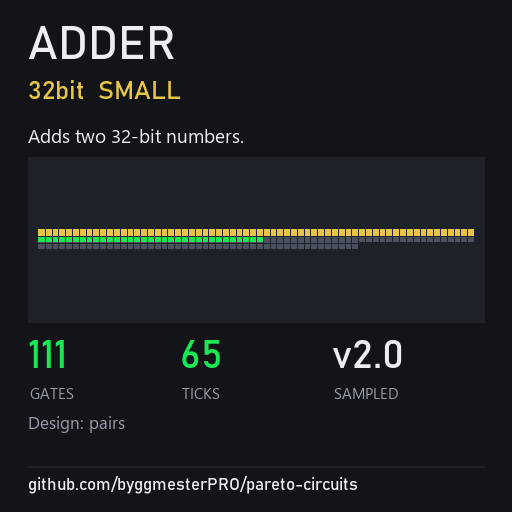 ADDER
32bit SMALL
Adds two 32-bit numbers.
111 65 v2.0
GATES TICKS SAMPLED
Design: pairs
github.com/byggmesterPRO/pareto-circuits